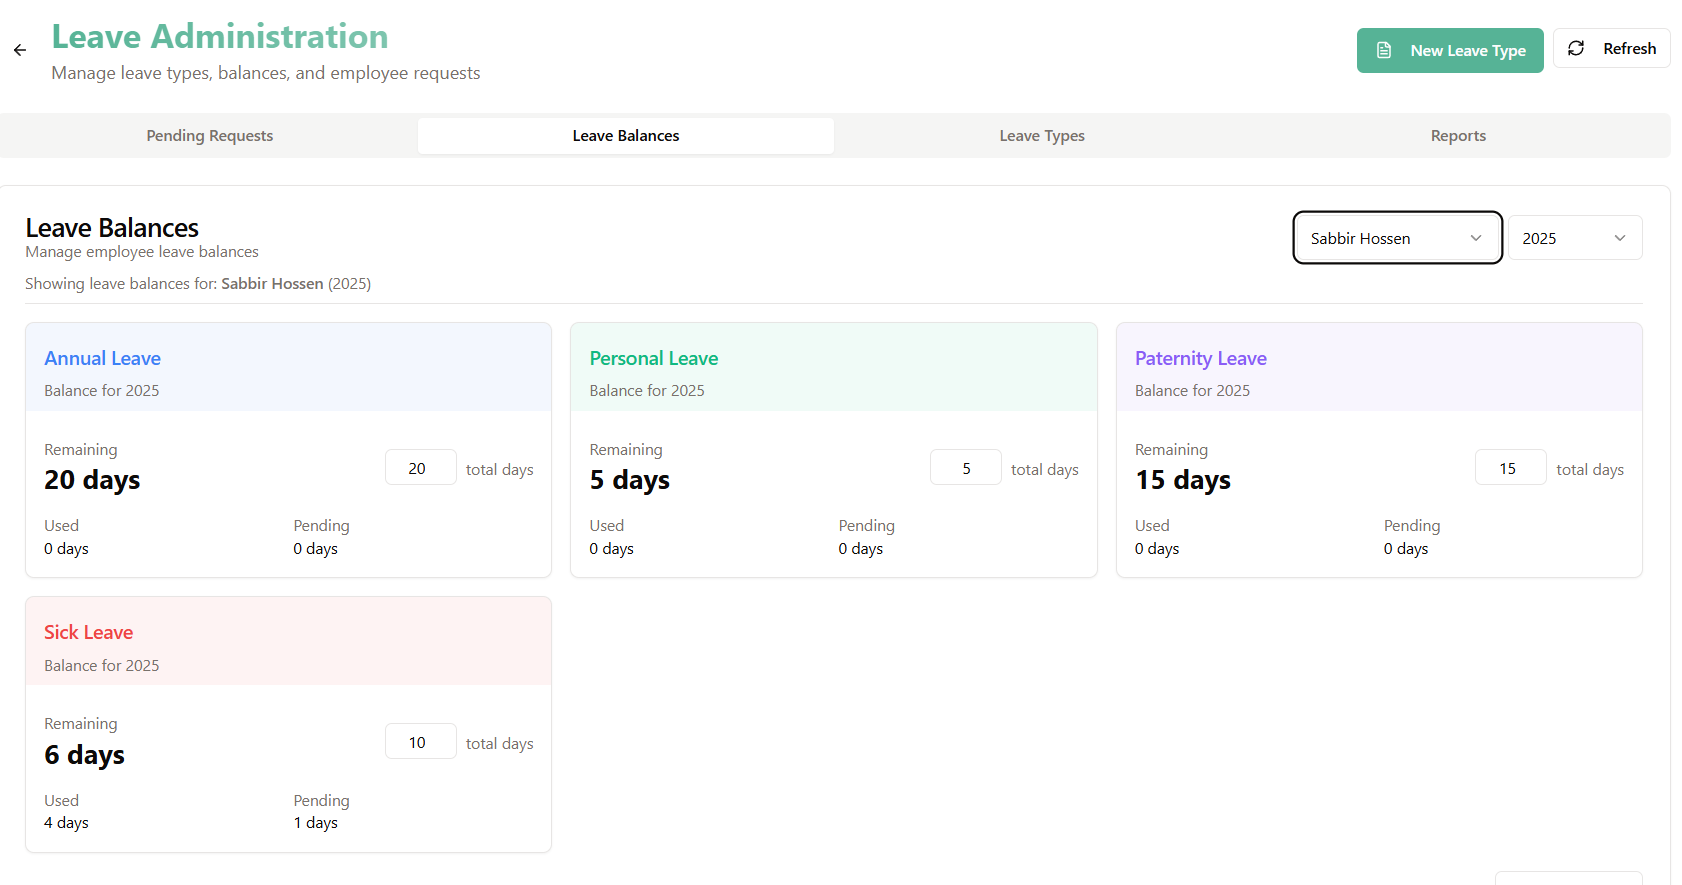 Leave Administration
Manage leave types, balances, and employee requests
New Leave Type
Refresh
Pending Requests
Leave Balances
Leave Types
Reports
Leave Balances
Manage employee leave balances
Showing leave balances for: Sabbir Hossen (2025)
Sabbir Hossen
2025
Annual Leave
Balance for 2025
Remaining
20 days
20 total days
Used
0 days
Pending
0 days
Personal Leave
Balance for 2025
Remaining
5 days
5 total days
Used
0 days
Pending
0 days
Paternity Leave
Balance for 2025
Remaining
15 days
15 total days
Used
0 days
Pending
0 days
Sick Leave
Balance for 2025
Remaining
6 days
10 total days
Used
4 days
Pending
1 days